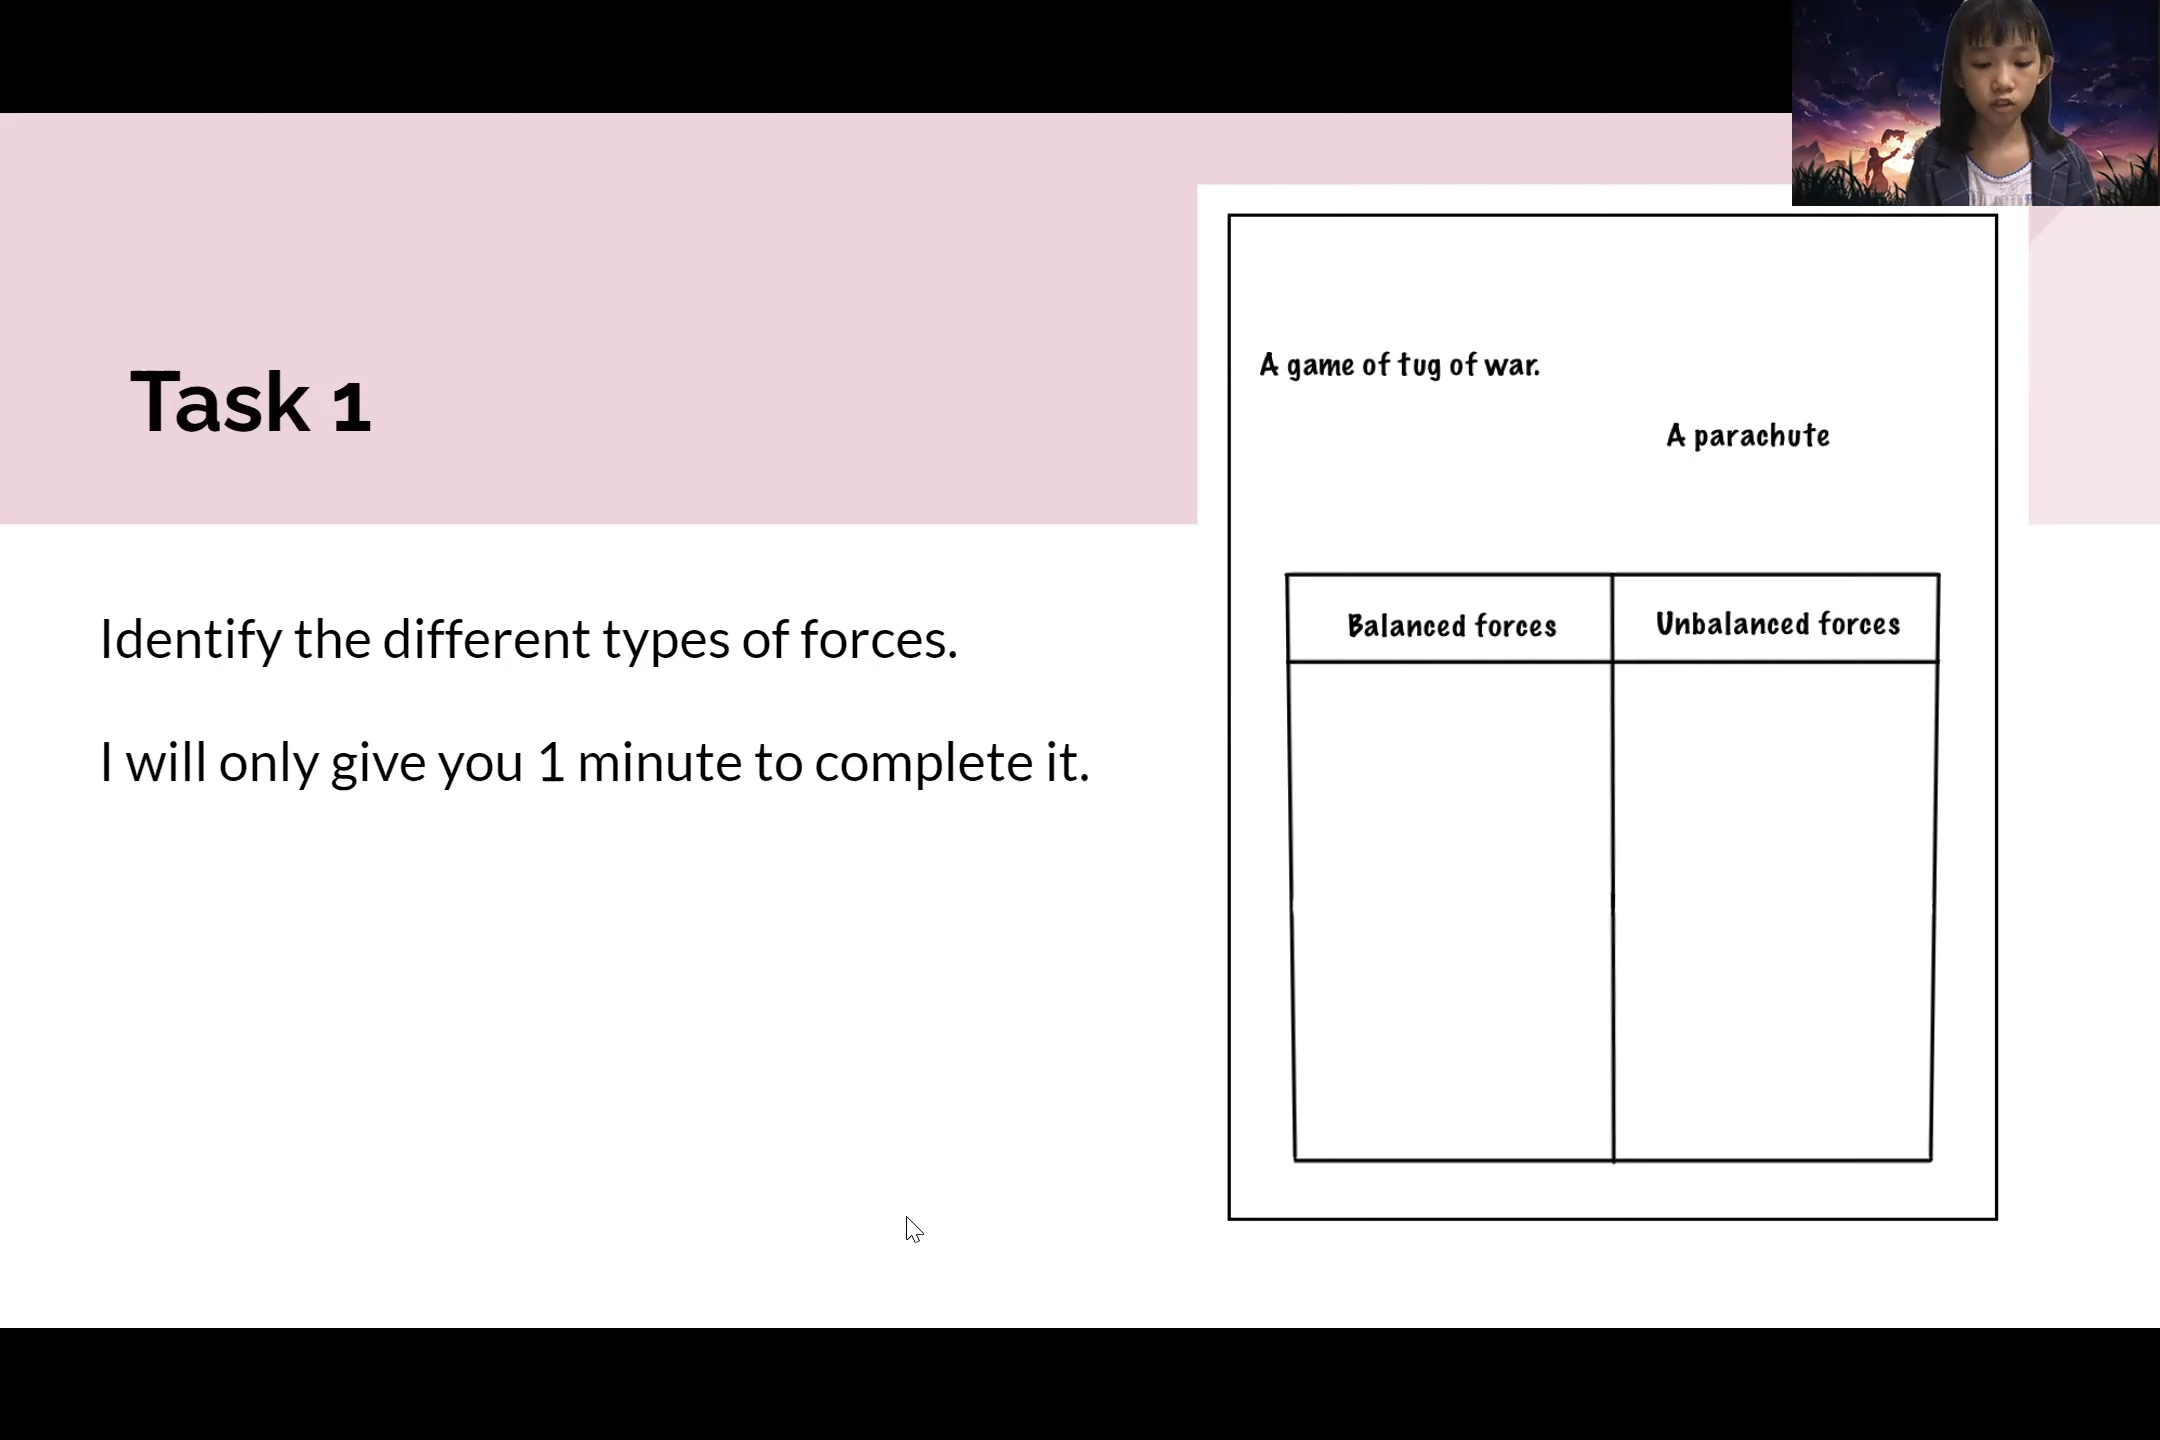 Task 1
Identify the different types of forces.
I will only give you 1 minute to complete it.
A game of tug of war.
A parachute
Balanced forces
Unbalanced forces